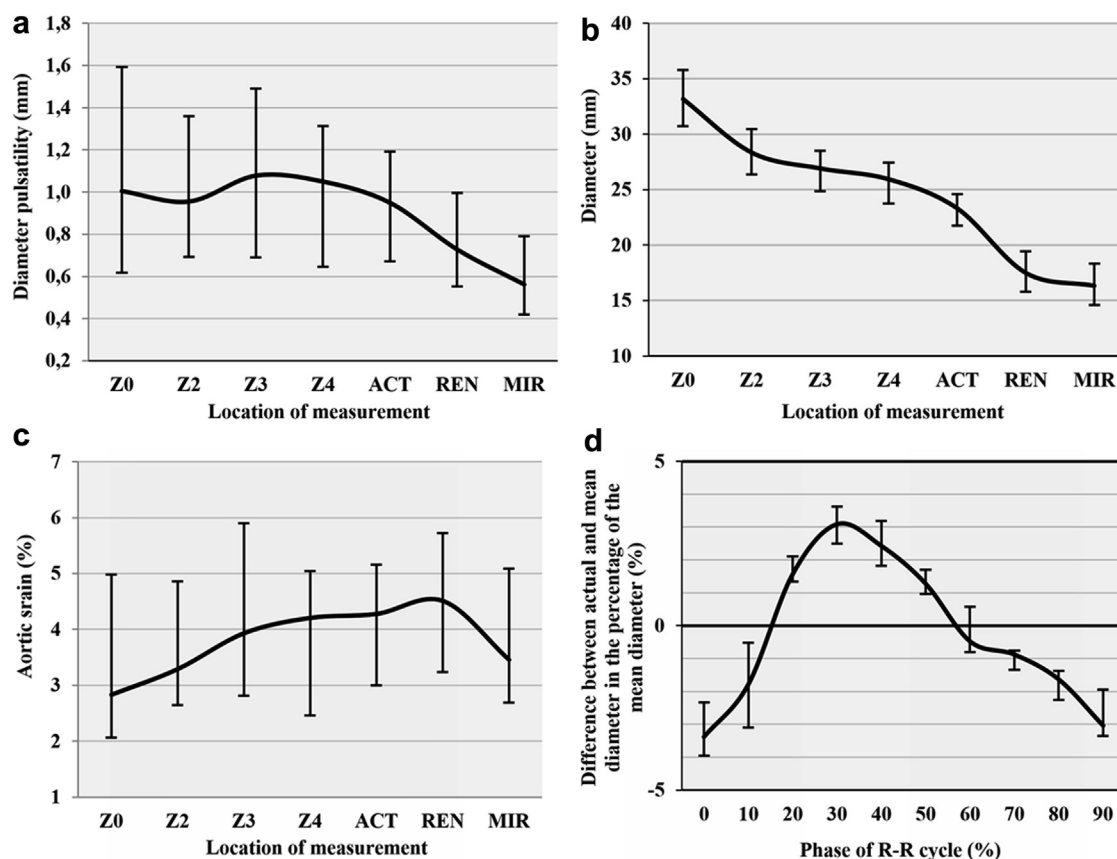 a
Diameter pulsatility (mm)
1,8
1,6
1,4
1,2
1,0
0,8
0,6
0,4
0,2
Z0 Z2 Z3 Z4 ACT REN MIR
Location of measurement
b
Diameter (mm)
40
35
30
25
20
15
10
Z0 Z2 Z3 Z4 ACT REN MIR
Location of measurement
c
Aortic srain (%)
7
6
5
4
3
2
1
Z0 Z2 Z3 Z4 ACT REN MIR
Location of measurement
d
Difference between actual and mean
diameter in the percentage of the
mean diameter (%)
5
0
-5
0 10 20 30 40 50 60 70 80 90
Phase of R-R cycle (%)